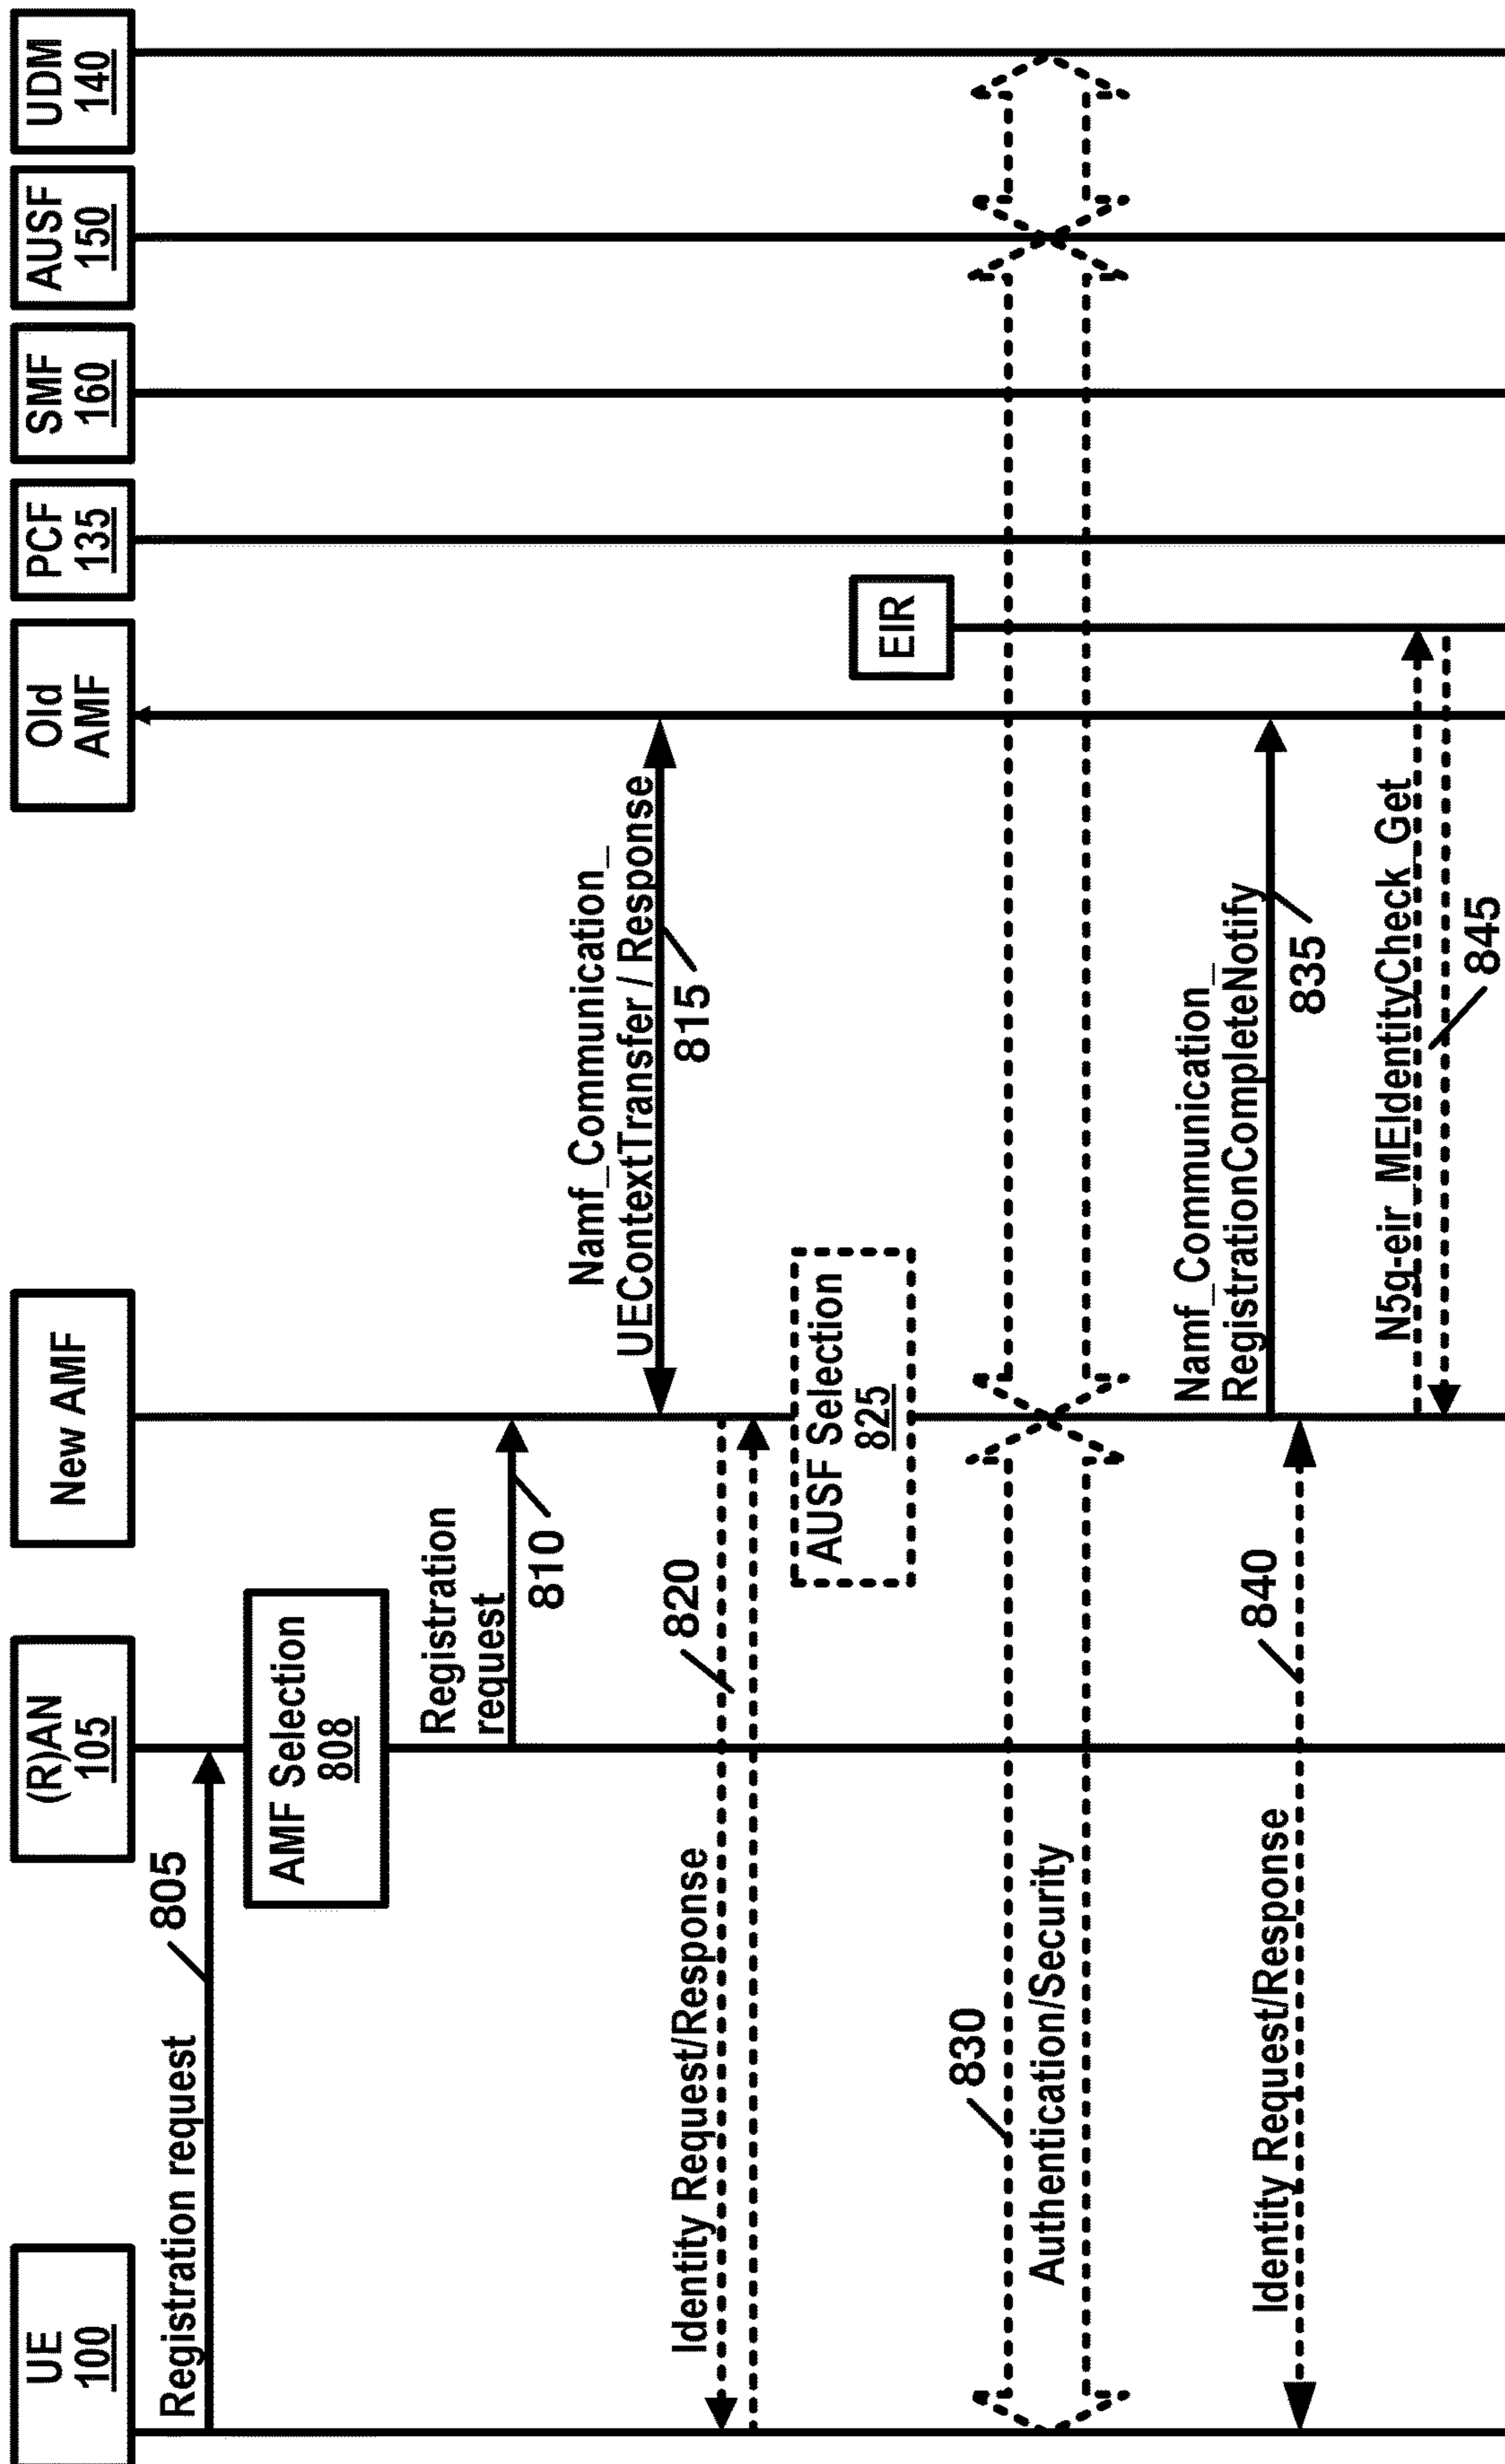 UE
100
(R)AN
105
New AMF
Old
AMF
PCF
135
SMF
160
AUSF
150
UDM
140
Registration request
805
AMF Selection
808
Registration
request
810
Namf_Communication_
UEContextTransfer / Response
815
Identity Request/Response
820
AUSF Selection
825
EIR
830
Authentication/Security
Namf_Communication_
RegistrationCompleteNotify
835
Identity Request/Response
840
N5g-eir_MEIdentityCheck_Get
845